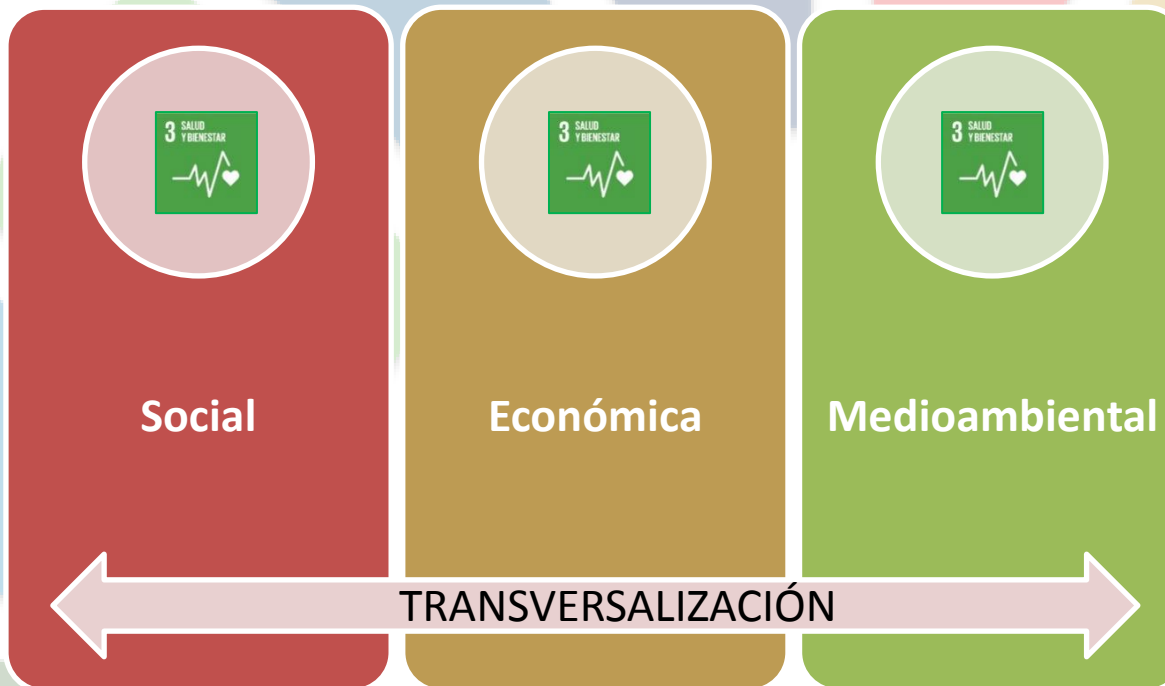 3 SALUD
Y BIENESTAR
3 SALUD
Y BIENESTAR
3 SALUD
Y BIENESTAR
Social
Económica
Medioambiental
TRANSVERSALIZACIÓN